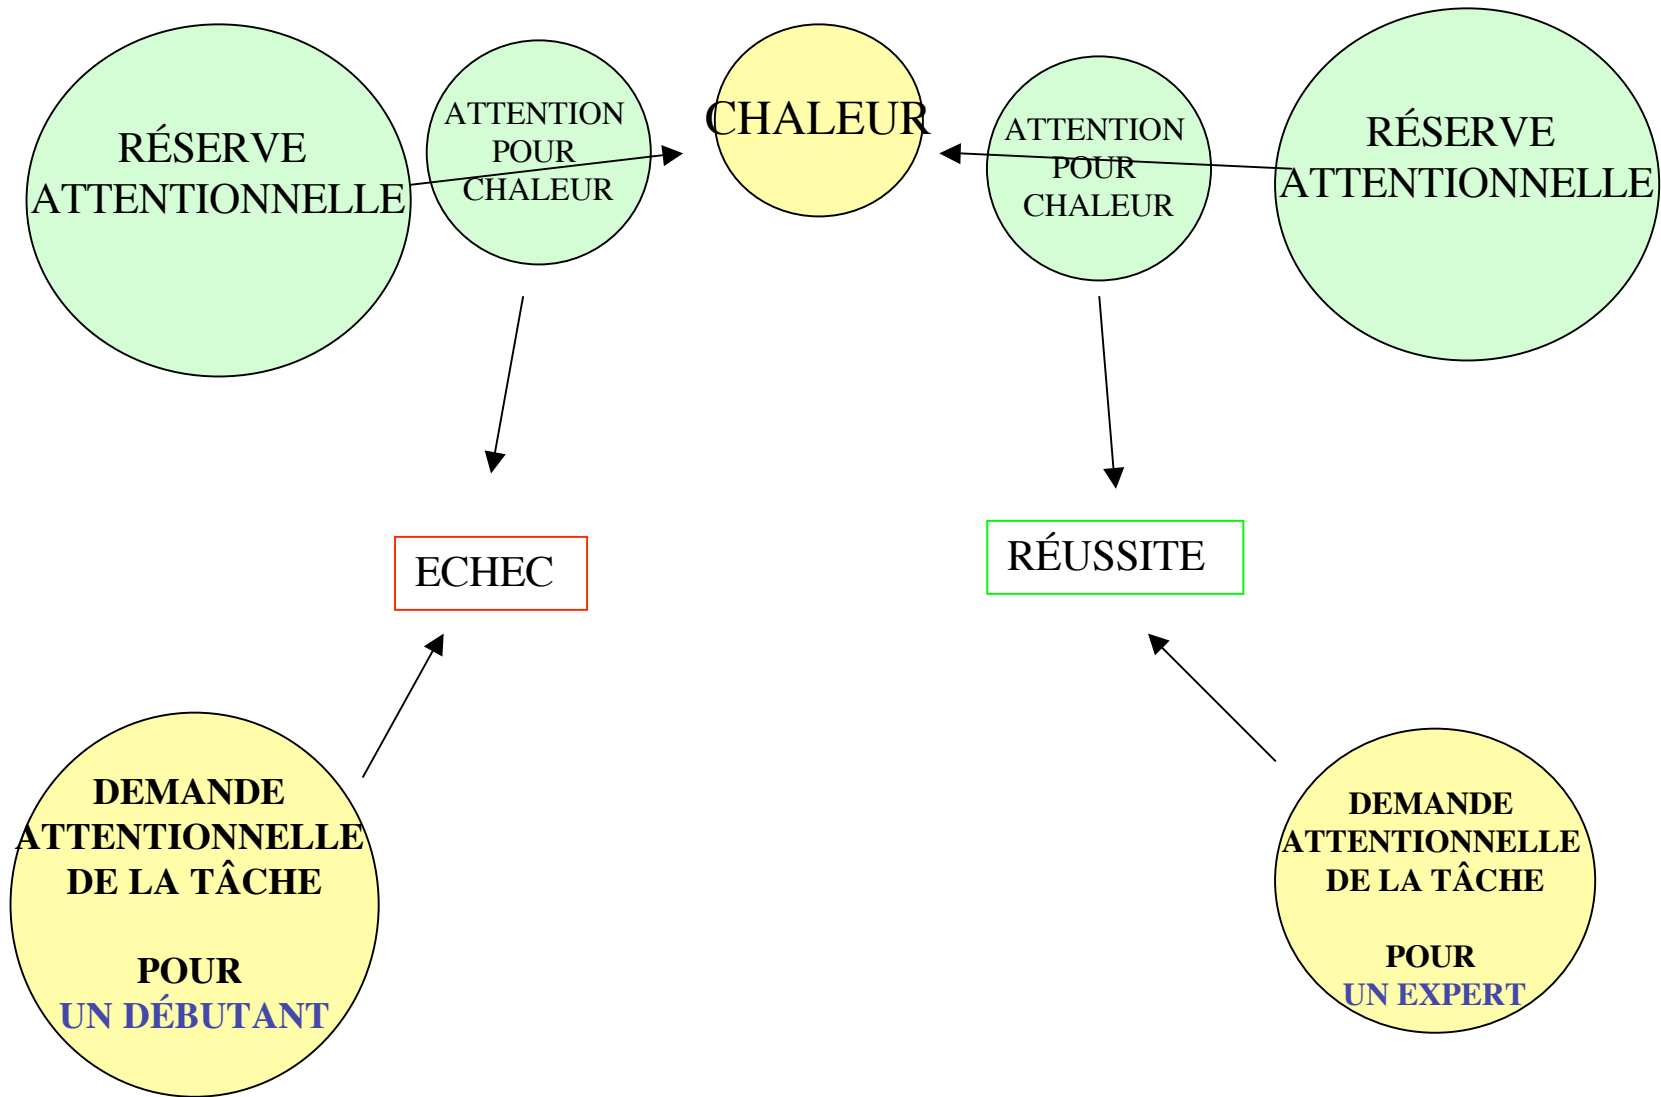 RÉSERVE
ATTENTIONNELLE
ATTENTION
POUR
CHALEUR
CHALEUR
ATTENTION
POUR
CHALEUR
RÉSERVE
ATTENTIONNELLE
ECHEC
RÉUSSITE
DEMANDE
ATTENTIONNELLE
DE LA TÂCHE
POUR
UN DÉBUTANT
DEMANDE
ATTENTIONNELLE
DE LA TÂCHE
POUR
UN EXPERT